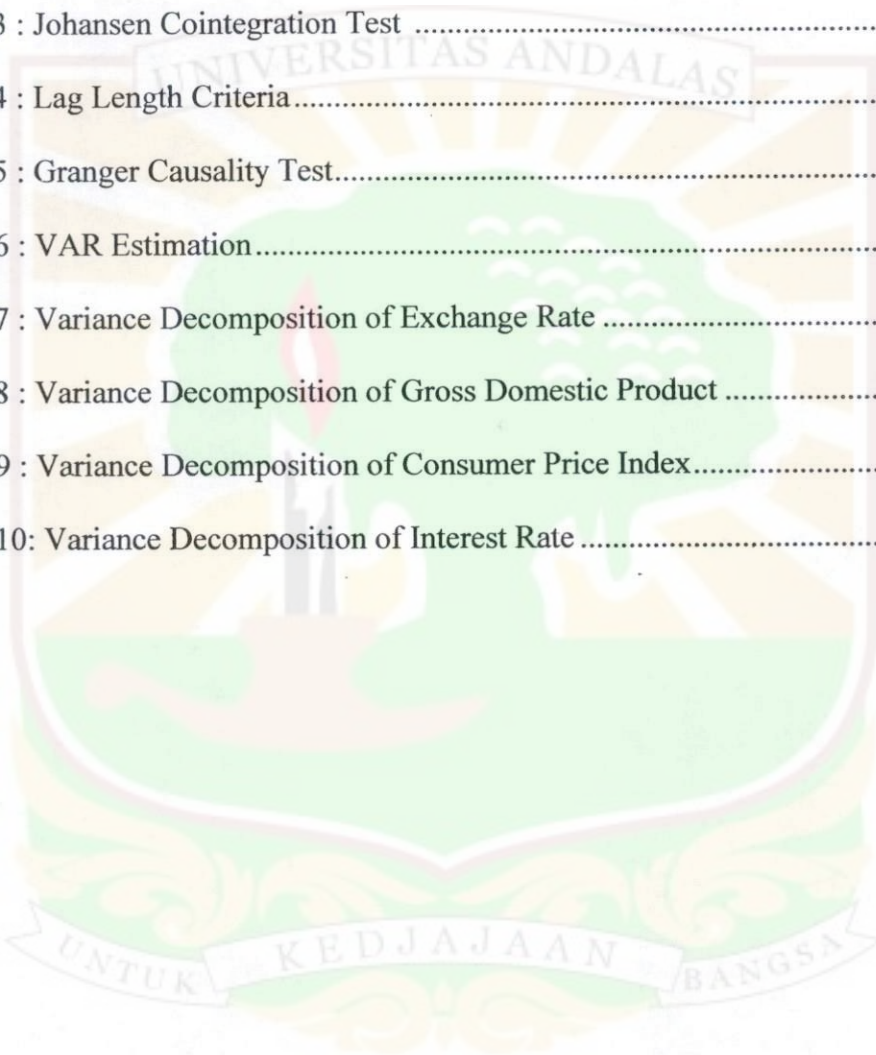 3 : Johansen Cointegration Test ................................................................
UNIVERSITAS ANDALAS
4 : Lag Length Criteria................................................................
5 : Granger Causality Test................................................................
6 : VAR Estimation................................................................
7 : Variance Decomposition of Exchange Rate ................................................
8 : Variance Decomposition of Gross Domestic Product ........................
9 : Variance Decomposition of Consumer Price Index................................
10: Variance Decomposition of Interest Rate ................................................
UNTUK KEDJAJAAN BANGSA